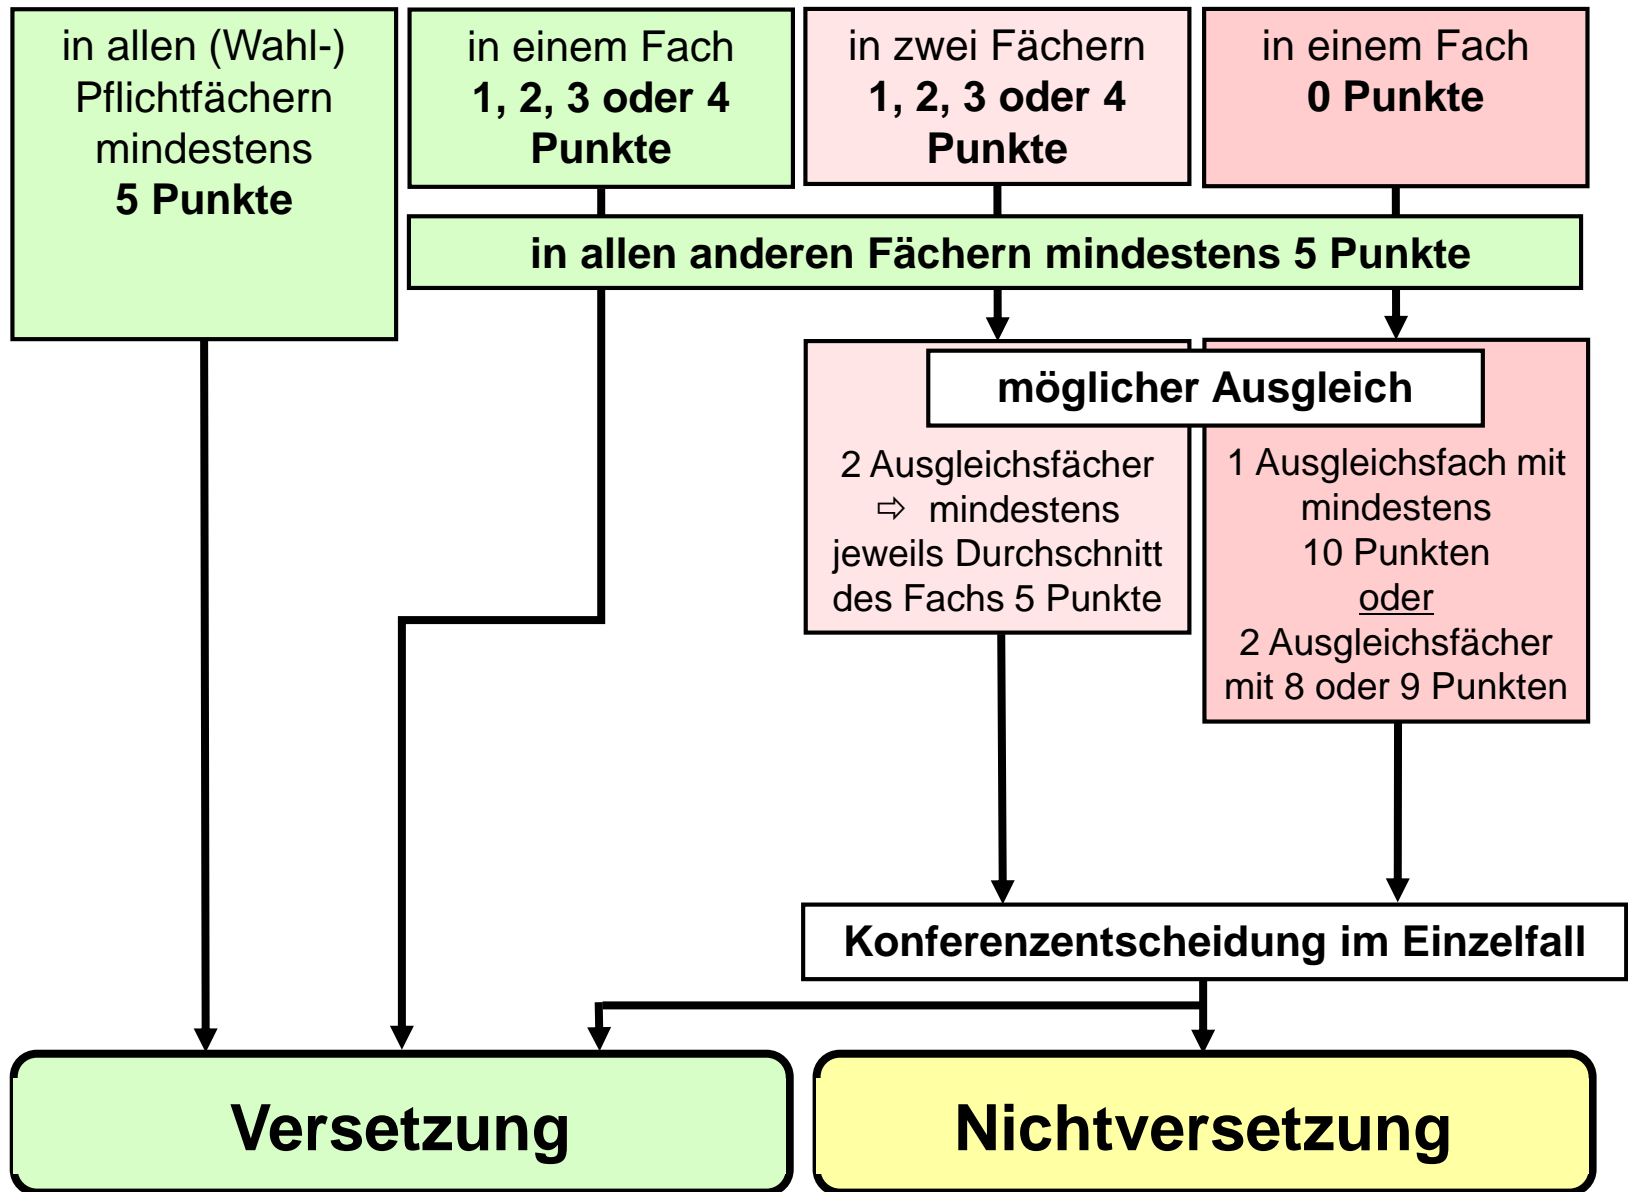 in allen (Wahl-)
Pflichtfächern
mindestens
5 Punkte
in einem Fach
1, 2, 3 oder 4
Punkte
in zwei Fächern
1, 2, 3 oder 4
Punkte
in einem Fach
0 Punkte
in allen anderen Fächern mindestens 5 Punkte
möglicher Ausgleich
2 Ausgleichsfächer
⇨ mindestens
jeweils Durchschnitt
des Fachs 5 Punkte
1 Ausgleichsfach mit
mindestens
10 Punkten
oder
2 Ausgleichsfächer
mit 8 oder 9 Punkten
Konferenzentscheidung im Einzelfall
Versetzung
Nichtversetzung